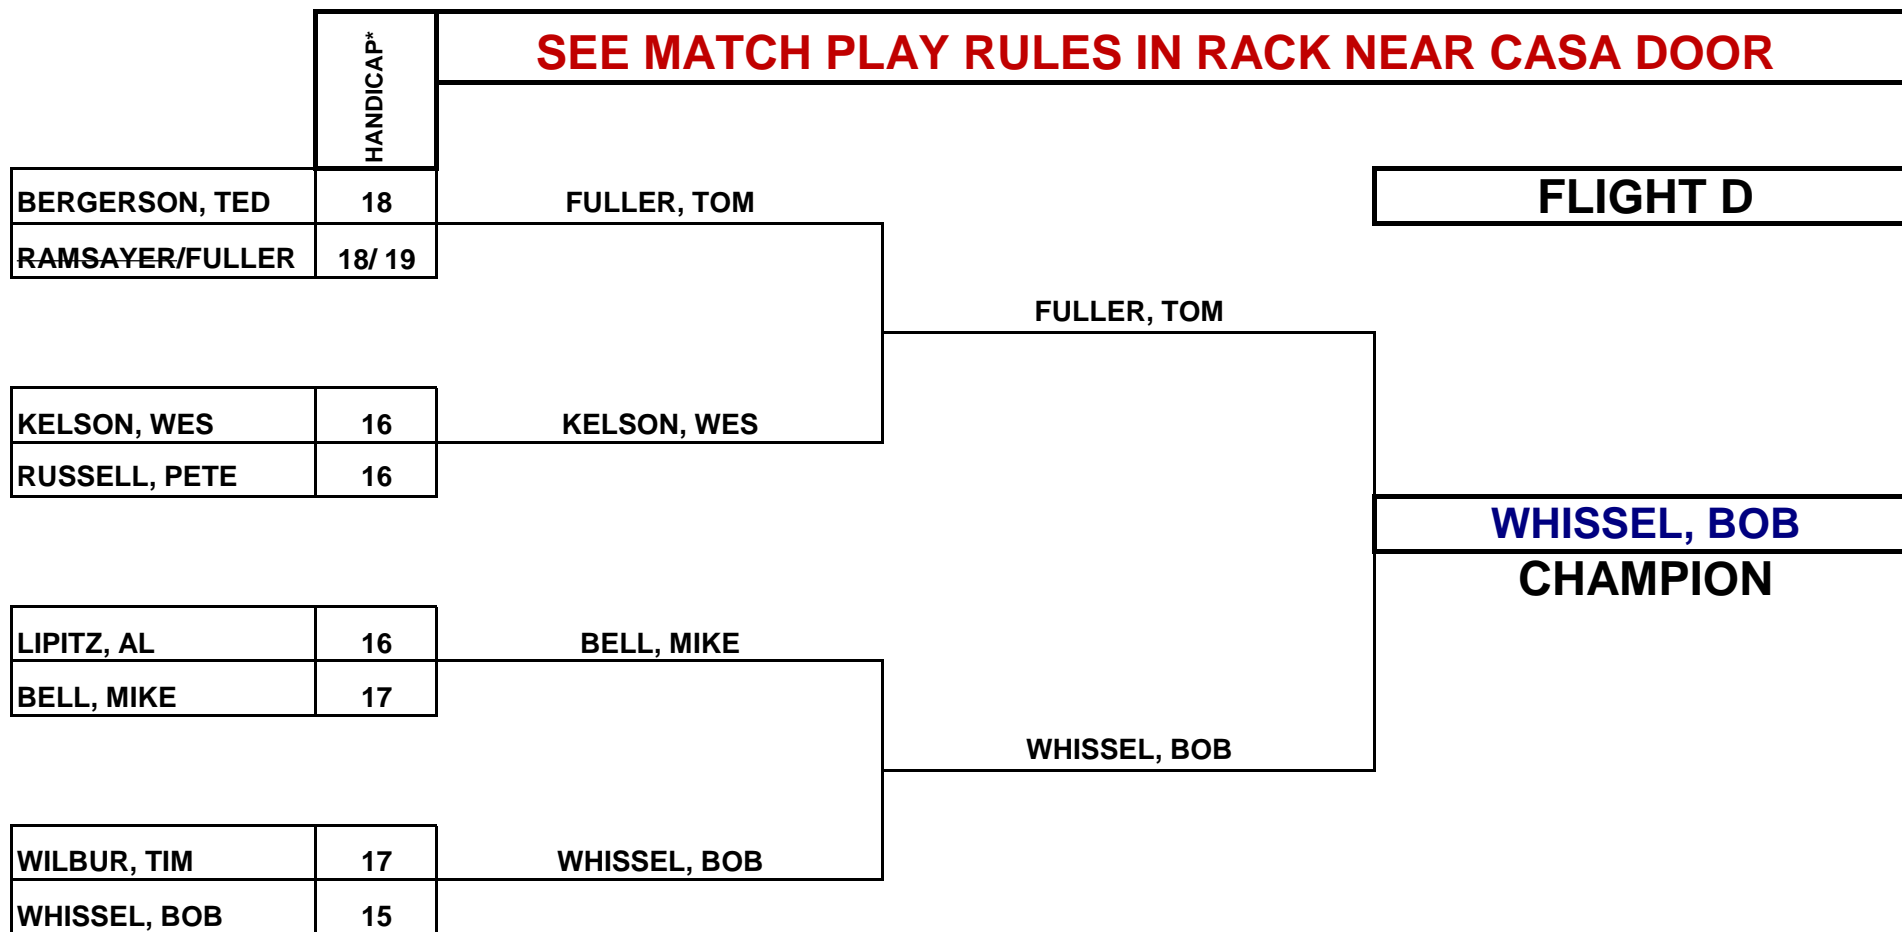 HANDICAP*
SEE MATCH PLAY RULES IN RACK NEAR CASA DOOR
BERGERSON, TED 18 FULLER, TOM FLIGHT D
RAMSAYER/FULLER 18/ 19
FULLER, TOM
KELSON, WES 16 KELSON, WES
RUSSELL, PETE 16
WHISSEL, BOB
CHAMPION
LIPITZ, AL 16 BELL, MIKE
BELL, MIKE 17
WHISSEL, BOB
WILBUR, TIM 17 WHISSEL, BOB
WHISSEL, BOB 15